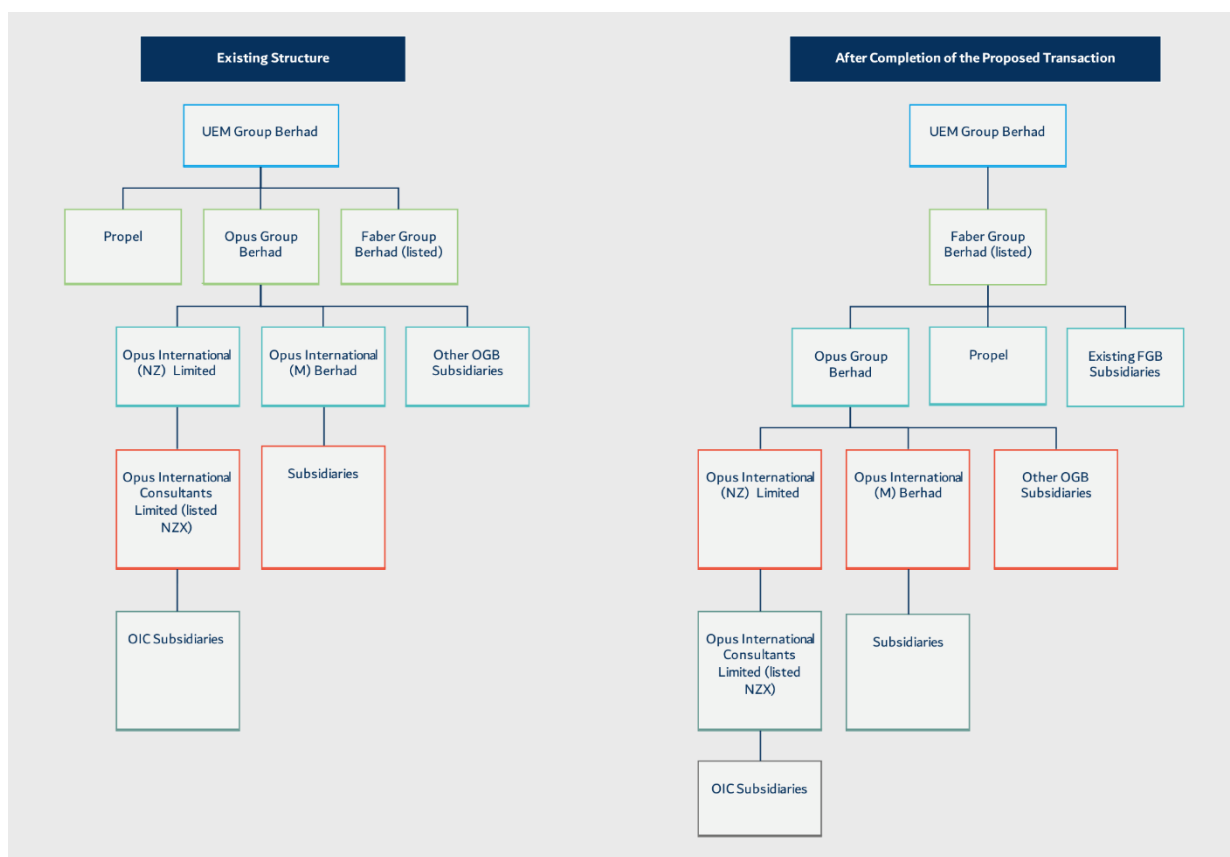 Existing Structure
UEM Group Berhad
Propel
Opus Group
Berhad
Faber Group
Berhad (listed)
Opus International
(NZ) Limited
Opus International
(M) Berhad
Other OGB
Subsidiaries
Opus International
Consultants
Limited (listed
NZX)
Subsidiaries
OIC Subsidiaries
After Completion of the Proposed Transaction
UEM Group Berhad
Faber Group
Berhad (listed)
Opus Group
Berhad
Propel
Existing FGB
Subsidiaries
Opus International
(NZ) Limited
Opus International
(M) Berhad
Other OGB
Subsidiaries
Opus International
Consultants
Limited (listed
NZX)
Subsidiaries
OIC Subsidiaries